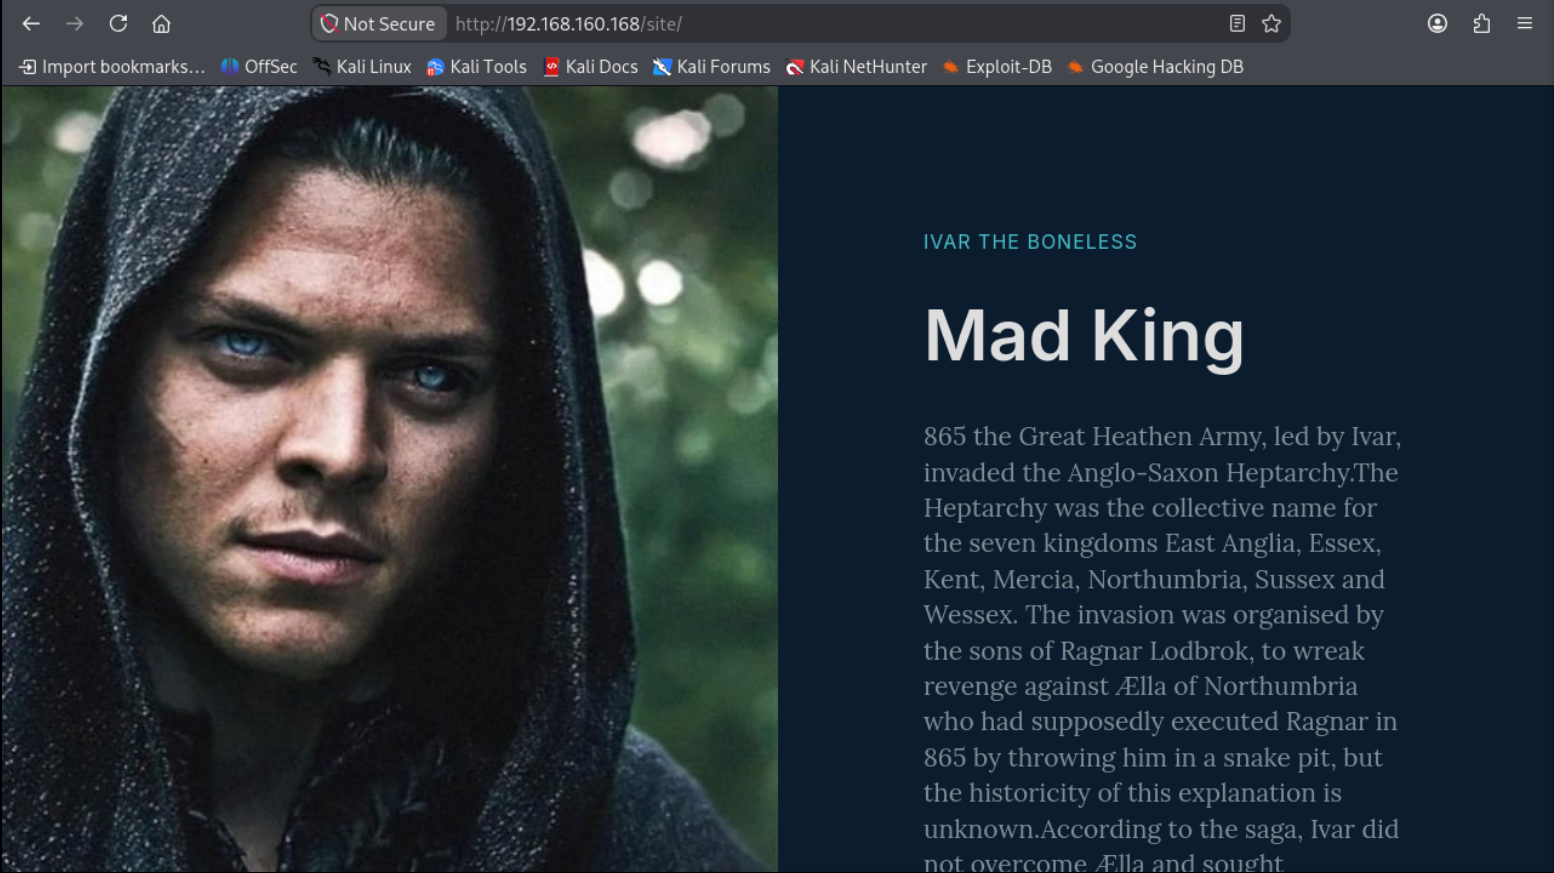 Not Secure
http://192.168.160.168/site/
Import bookmarks...
OffSec
Kali Linux
Kali Tools
Kali Docs
Kali Forums
Kali NetHunter
Exploit-DB
Google Hacking DB
IVAR THE BONELESS
Mad King
865 the Great Heathen Army, led by Ivar,
invaded the Anglo-Saxon Heptarchy.The
Heptarchy was the collective name for
the seven kingdoms East Anglia, Essex,
Kent, Mercia, Northumbria, Sussex and
Wessex. The invasion was organised by
the sons of Ragnar Lodbrok, to wreak
revenge against Ælla of Northumbria
who had supposedly executed Ragnar in
865 by throwing him in a snake pit, but
the historicity of this explanation is
unknown.According to the saga, Ivar did
not overcome Ælla and sought